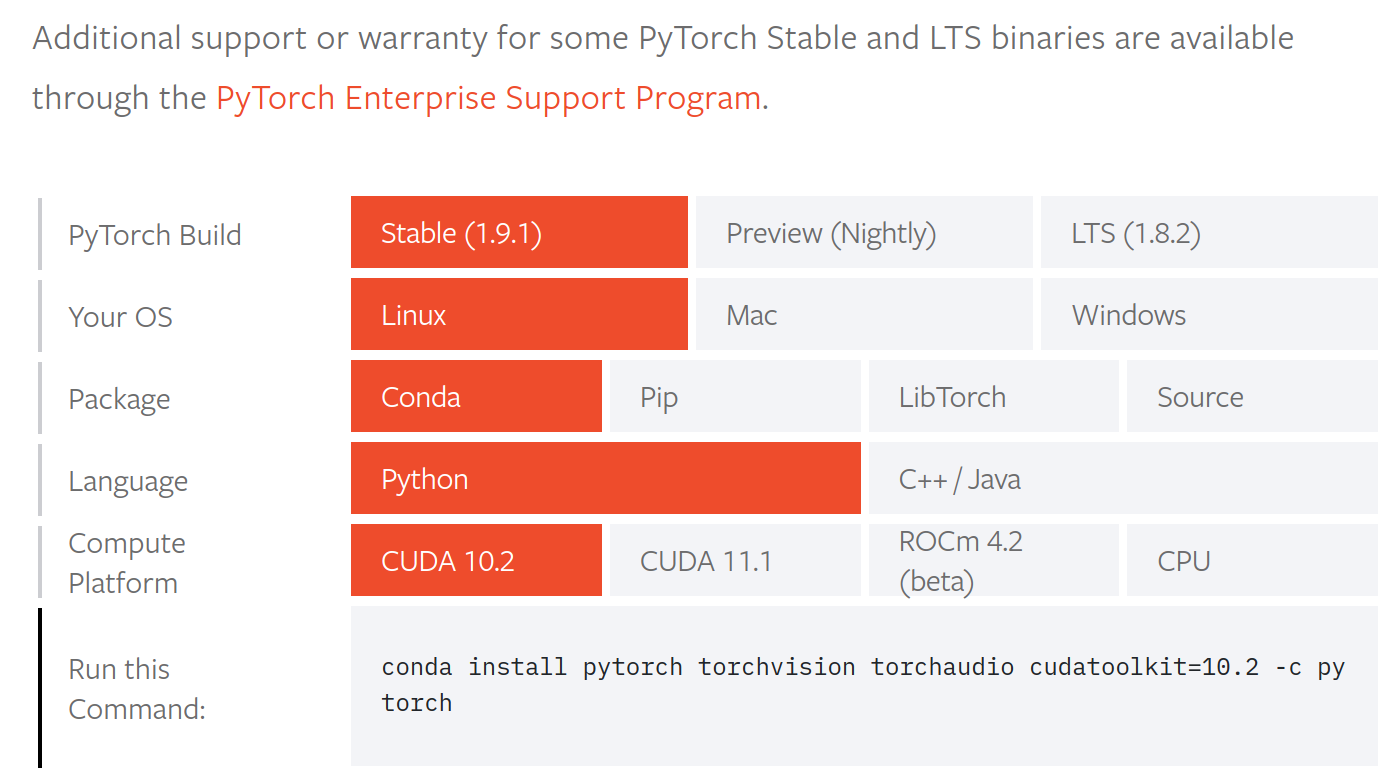 Additional support or warranty for some PyTorch Stable and LTS binaries are available
through the PyTorch Enterprise Support Program.
PyTorch Build
Stable (1.9.1)
Preview (Nightly)
LTS (1.8.2)
Your OS
Linux
Mac
Windows
Package
Conda
Pip
LibTorch
Source
Language
Python
C++ / Java
Compute
Platform
CUDA 10.2
CUDA 11.1
ROCm 4.2
(beta)
CPU
Run this
Command:
conda install pytorch torchvision torchaudio cudatoolkit=10.2 -c py
torch